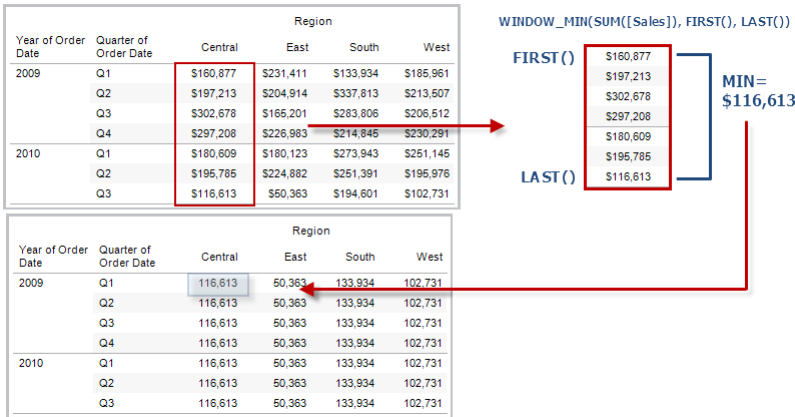 Region
Year of Order Date Quarter of Order Date Central East South West
2009 Q1 $160,877 $231,411 $133,934 $185,961
Q2 $197,213 $204,914 $337,813 $213,507
Q3 $302,678 $165,201 $283,806 $206,512
Q4 $297,208 $226,983 $214,845 $230,291
2010 Q1 $180,609 $180,123 $273,943 $251,145
Q2 $195,785 $224,882 $251,391 $195,976
Q3 $116,613 $50,363 $194,601 $102,731
WINDOW_MIN(SUM([Sales]), FIRST(), LAST())
FIRST() $160,877
$197,213
$302,678
$297,208
$180,609
$195,785
LAST() $116,613
MIN=
$116,613
Region
Year of Order Date Quarter of Order Date Central East South West
2009 Q1 116,613 50,363 133,934 102,731
Q2 116,613 50,363 133,934 102,731
Q3 116,613 50,363 133,934 102,731
Q4 116,613 50,363 133,934 102,731
2010 Q1 116,613 50,363 133,934 102,731
Q2 116,613 50,363 133,934 102,731
Q3 116,613 50,363 133,934 102,731